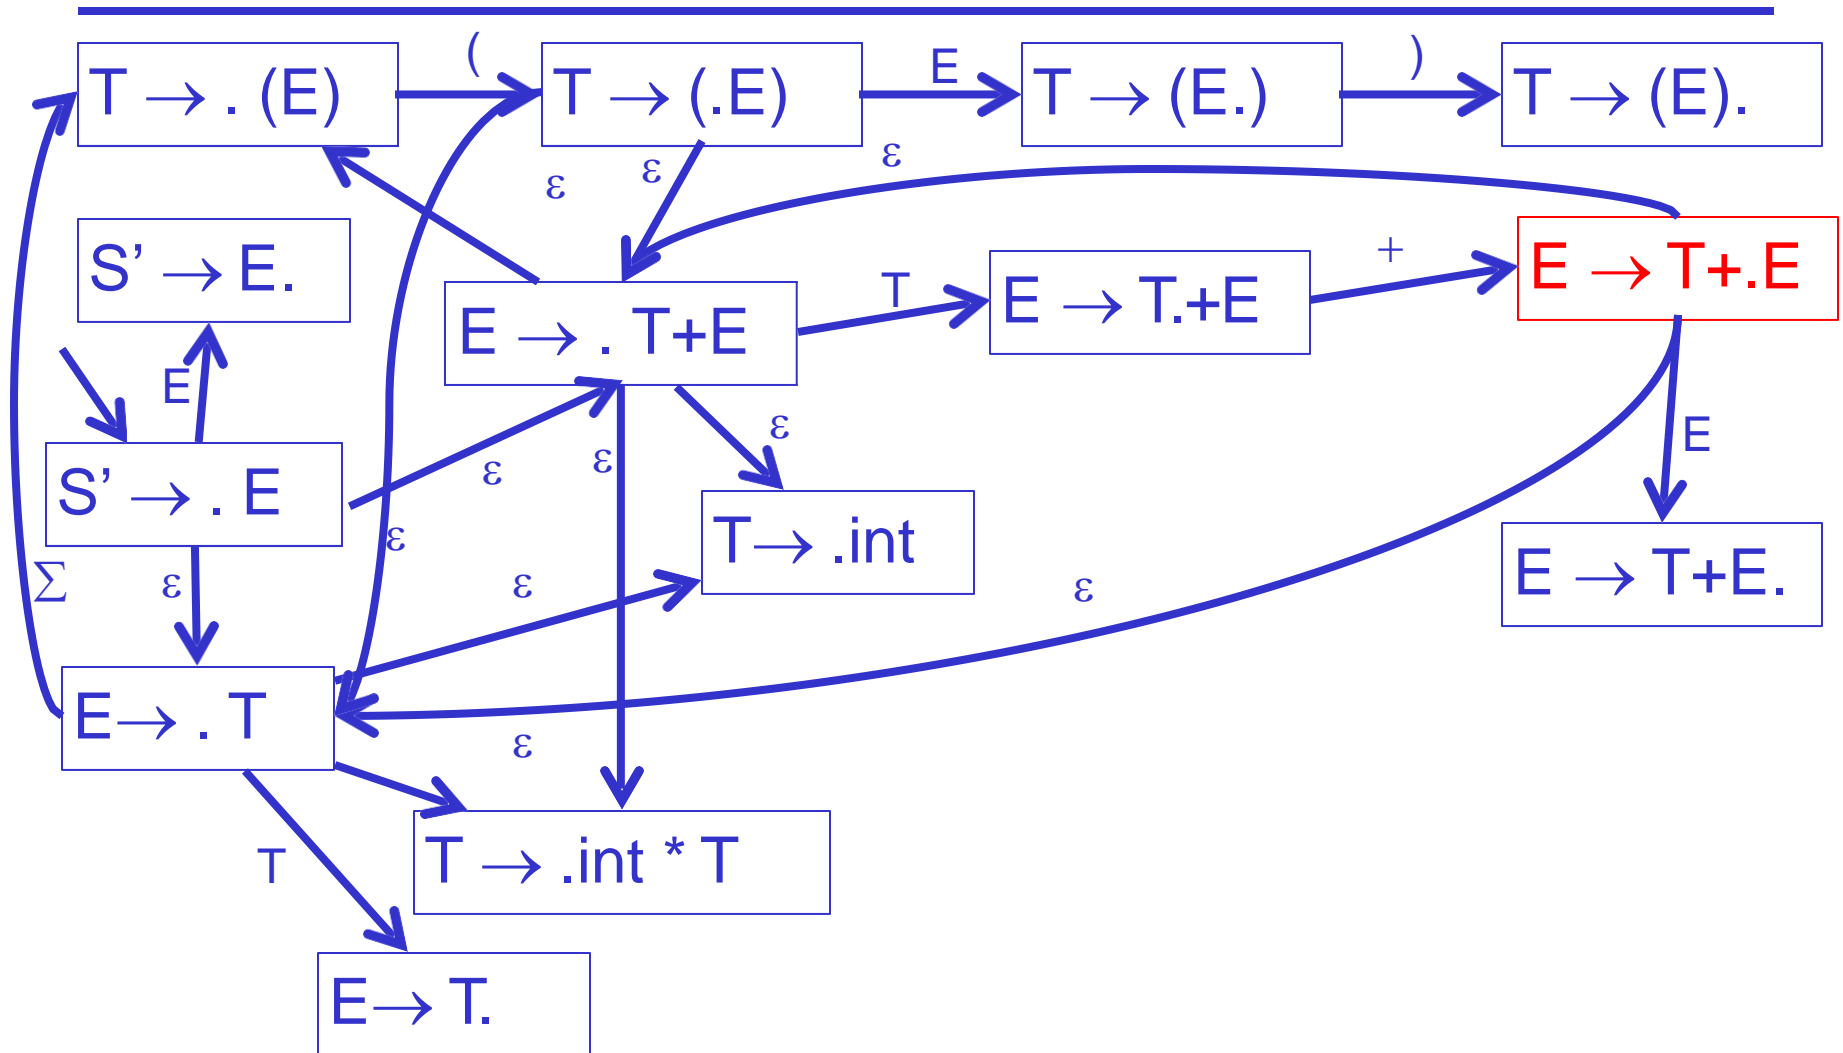 (
E
)
T → . (E)
T → (.E)
T → (E.)
T → (E).
ε
ε
ε
S’ → E.
+
E → T+.E
T
E → . T+E
E → T.+E
E
ε
E
ε
ε
S’ → . E
T→ .int
ε
∑
ε
ε
ε
E → T+E.
E→ . T
ε
T
T → .int * T
E→ T.